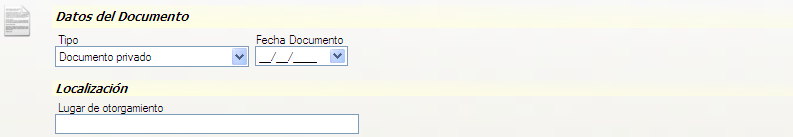 Datos del Documento
Tipo Fecha Documento
Documento privado __/__/____
Localización
Lugar de otorgamiento